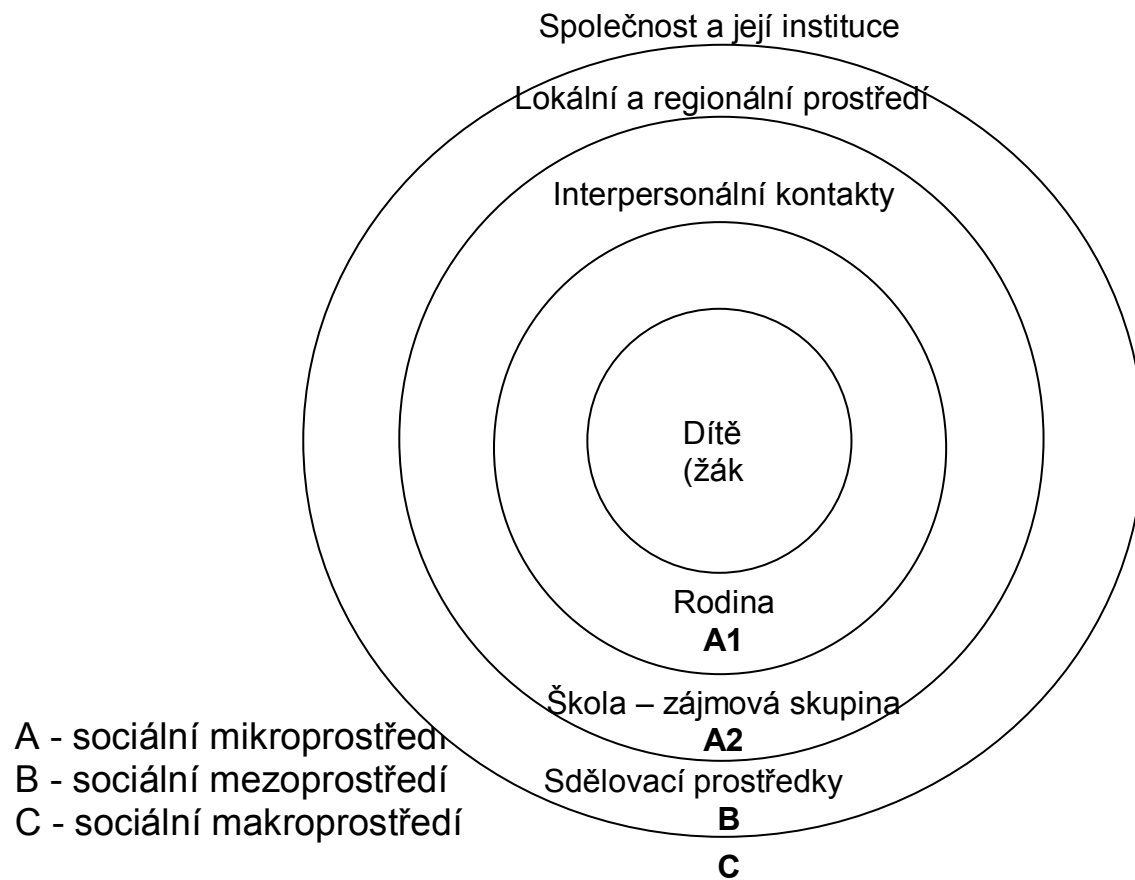 Společnost a její instituce
Lokální a regionální prostředí
Interpersonální kontakty
Dítě
(žák
Rodina
A1
Škola – zájmová skupina
A2
Sdělovací prostředky
B
C
A - sociální mikroprostředí
B - sociální mezoprostředí
C - sociální makroprostředí